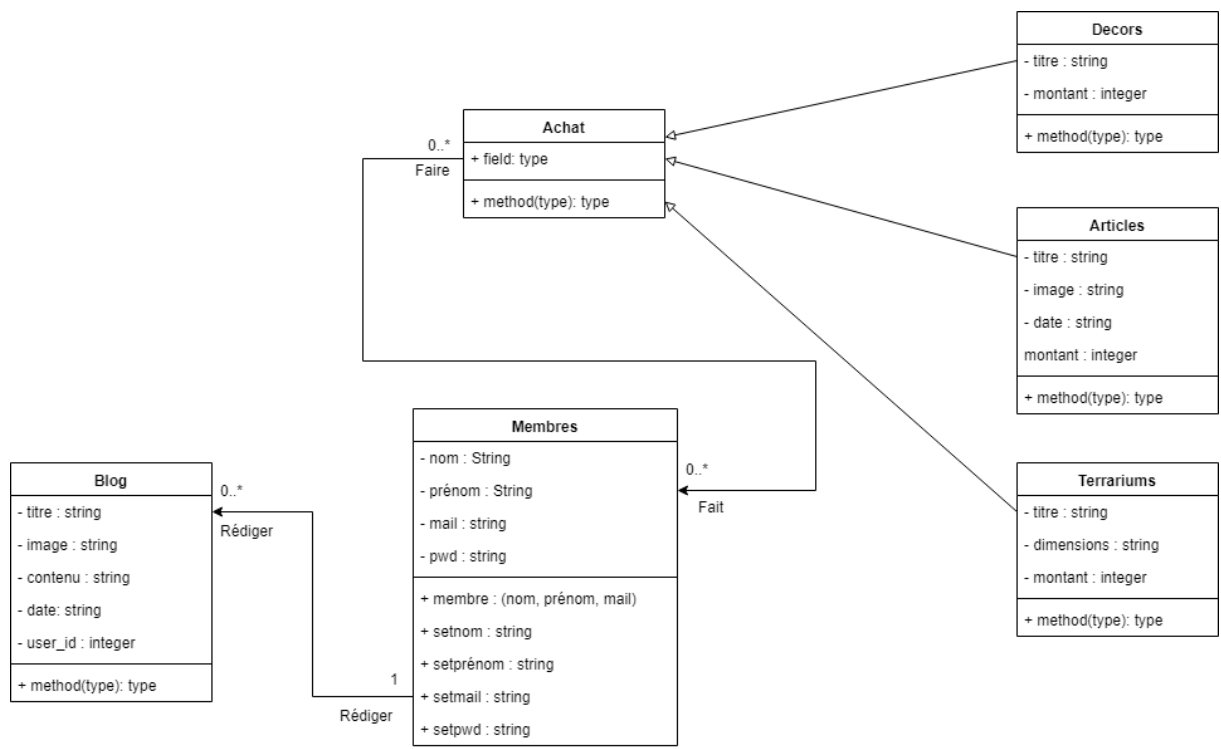 Decors
- titre : string
- montant : integer
+ method(type): type
Achat
+ field: type
+ method(type): type
0..*
Faire
Articles
- titre : string
- image : string
- date : string
montant : integer
+ method(type): type
Membres
- nom : String
- prénom : String
- mail : string
- pwd : string
+ membre : (nom, prénom, mail)
+ setnom : string
+ setprénom : string
+ setmail : string
+ setpwd : string
0..*
Fait
Blog
- titre : string
- image : string
- contenu : string
- date: string
- user_id : integer
+ method(type): type
0..*
Rédiger
1
Rédiger
Terrariums
- titre : string
- dimensions : string
- montant : integer
+ method(type): type